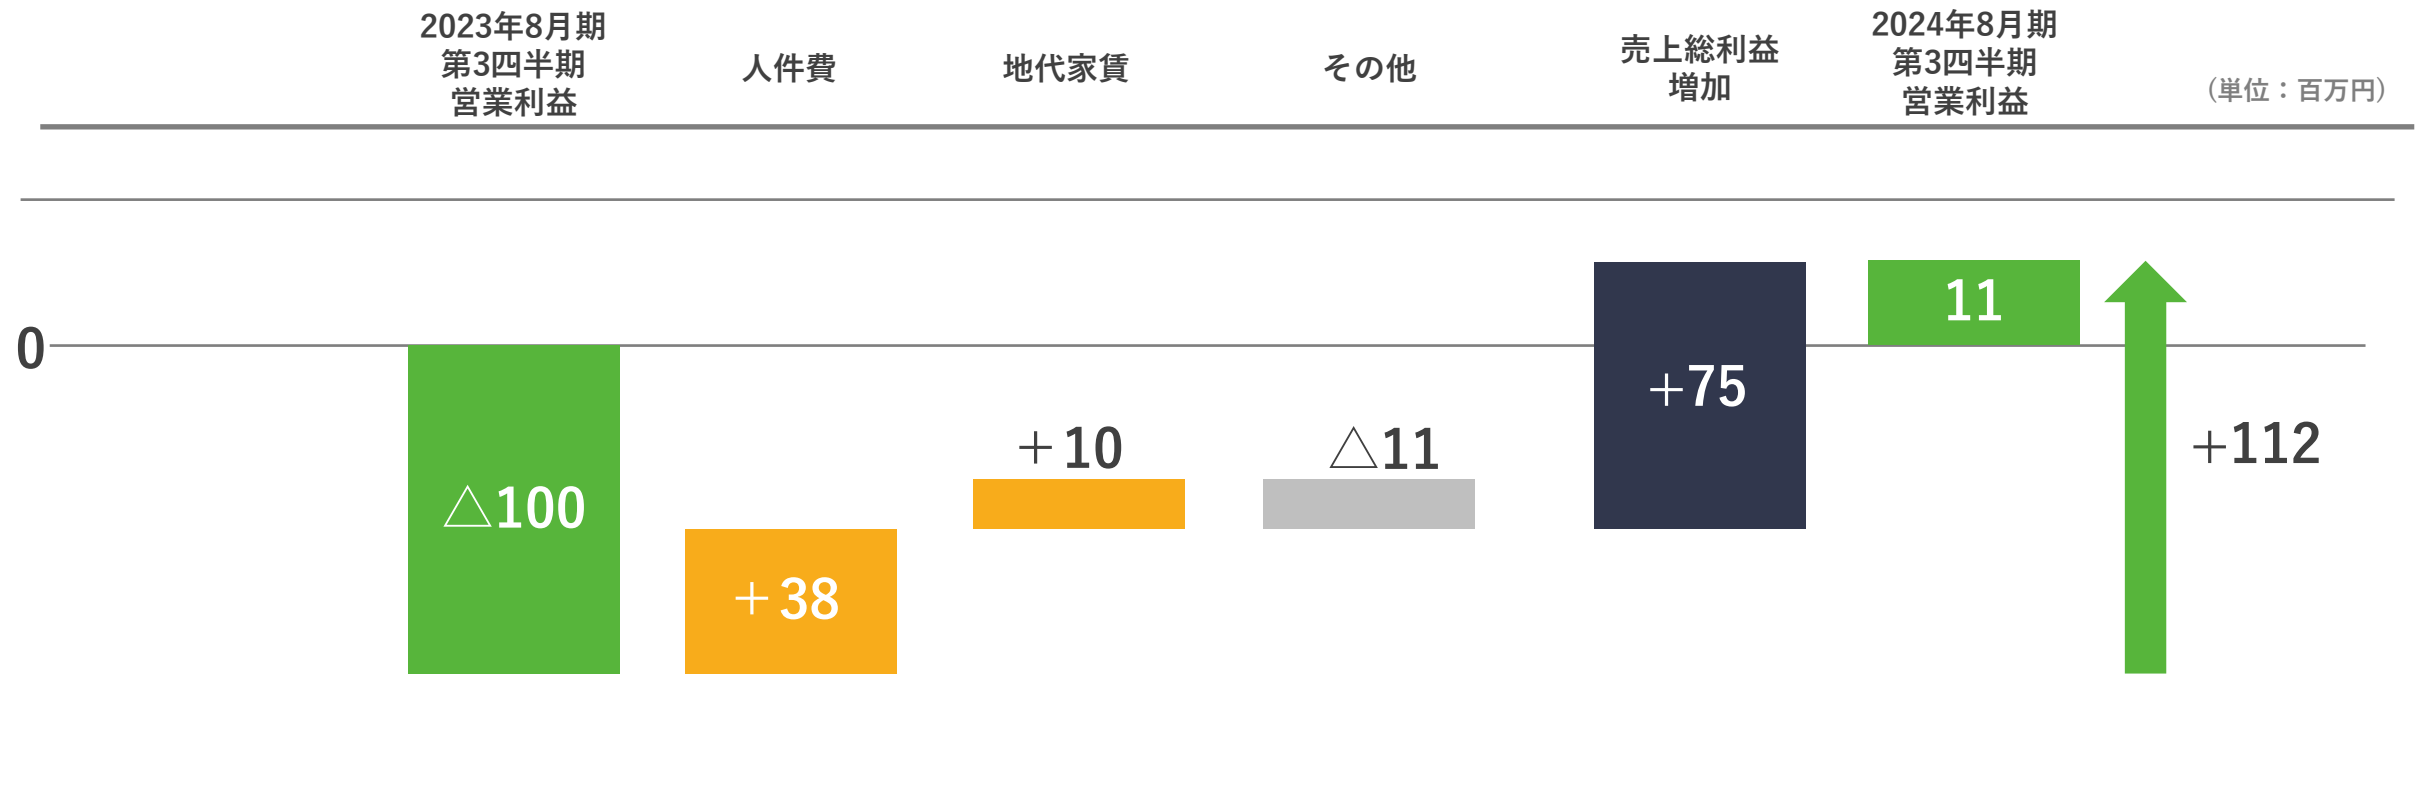 2023年8月期
第3四半期
営業利益
人件費
地代家賃
その他
売上総利益
増加
2024年8月期
第3四半期
営業利益
（単位：百万円）
0
△100
＋38
＋10
△11
＋75
11
＋112